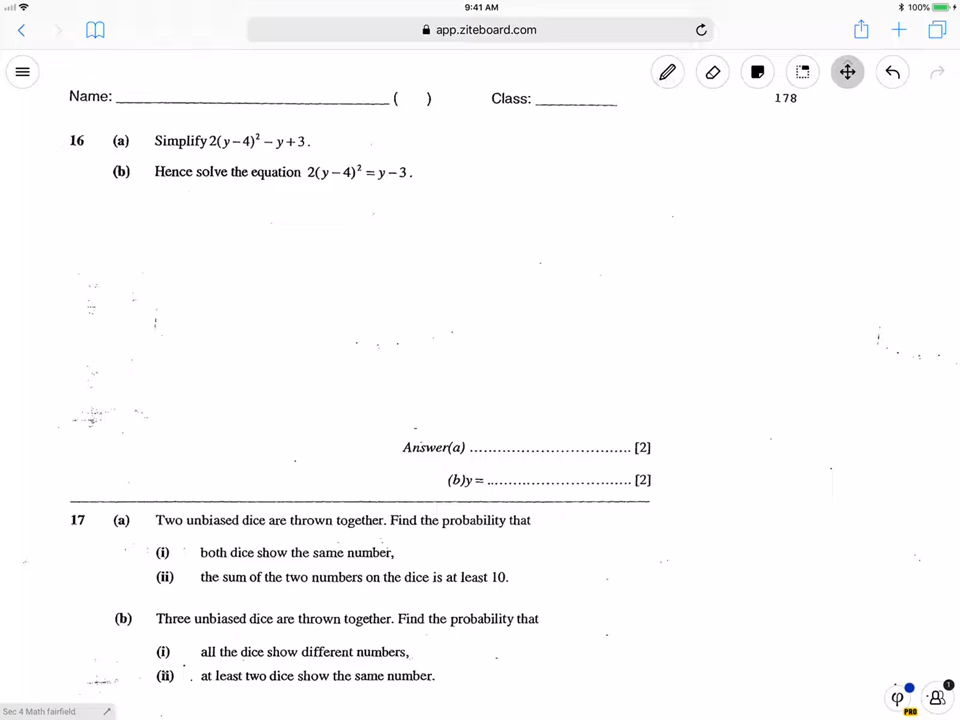 9:41 AM
100%
app.ziteboard.com
Name: ________________ ( ) Class: __________ 178
16 (a) Simplify 2(y – 4)² – y + 3 .
(b) Hence solve the equation 2(y – 4)² = y – 3 .
Answer(a) .................................... [2]
(b)y = ................................ [2]
17 (a) Two unbiased dice are thrown together. Find the probability that
(i) both dice show the same number,
(ii) the sum of the two numbers on the dice is at least 10.
(b) Three unbiased dice are thrown together. Find the probability that
(i) all the dice show different numbers,
(ii) at least two dice show the same number.
1
φ
PRO
Sec 4 Math fairfield